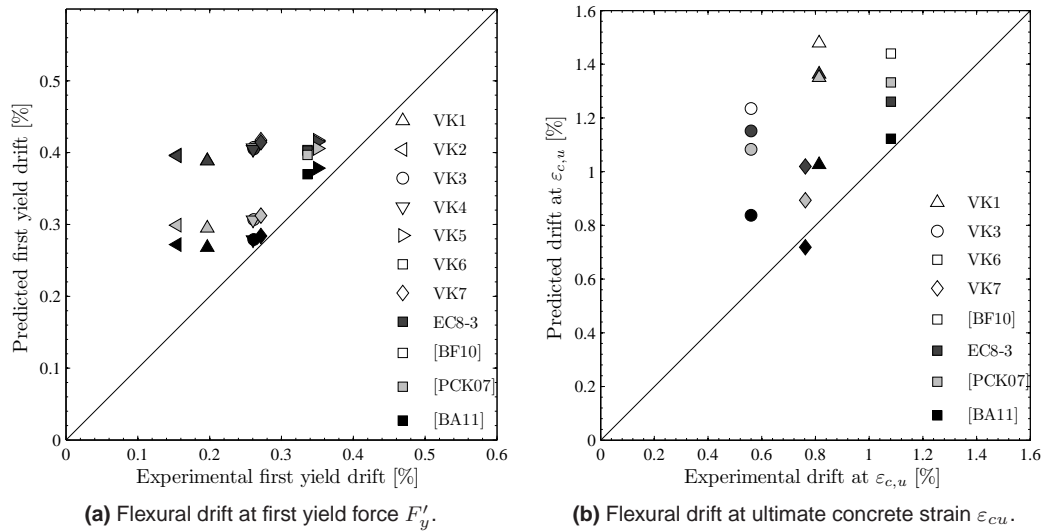 Predicted first yield drift [%]
0.5
0.4
0.3
0.2
0.1
0
0
0.1
0.2
0.3
0.4
0.5
0.6
Experimental first yield drift [%]
VK1
VK2
VK3
VK4
VK5
VK6
VK7
EC8-3
[BF10]
[PCK07]
[BA11]
(a) Flexural drift at first yield force F′y.
Predicted drift at εc,u [%]
1.6
1.4
1.2
1.0
0.8
0.6
0.4
0.2
0
0
0.2
0.4
0.6
0.8
1.0
1.2
1.4
1.6
Experimental drift at εc,u [%]
VK1
VK3
VK6
VK7
[BF10]
EC8-3
[PCK07]
[BA11]
(b) Flexural drift at ultimate concrete strain εcu.